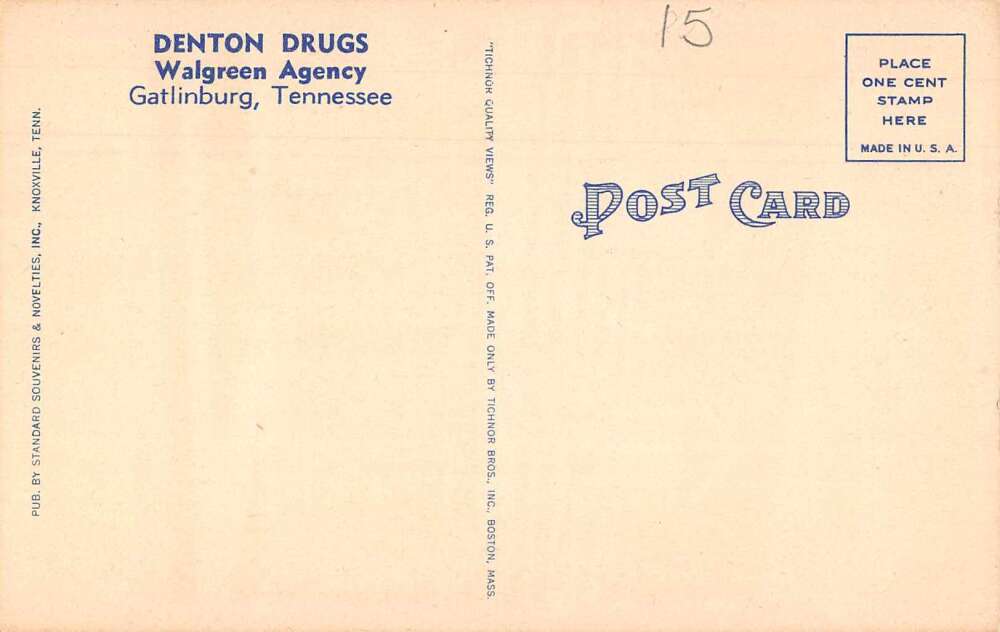 DENTON DRUGS
Walgreen Agency
Gatlinburg, Tennessee
PUB. BY STANDARD SOUVENIRS & NOVELTIES, INC., KNOXVILLE, TENN.
"TICHNOR QUALITY VIEWS" REG. U. S. PAT. OFF. MADE ONLY BY TICHNOR BROS., INC., BOSTON, MASS.
15
PLACE
ONE CENT
STAMP
HERE
MADE IN U. S. A.
POST CARD